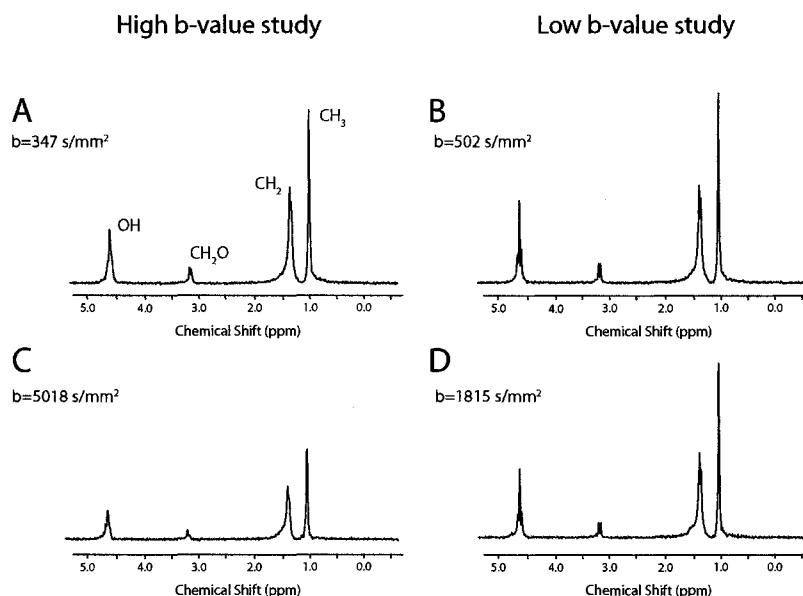 High b-value study
Low b-value study
A
b=347 s/mm²
OH
CH₂O
CH₂
CH₃
5.0 4.0 3.0 2.0 1.0 0.0
Chemical Shift (ppm)
B
b=502 s/mm²
5.0 4.0 3.0 2.0 1.0 0.0
Chemical Shift (ppm)
C
b=5018 s/mm²
5.0 4.0 3.0 2.0 1.0 0.0
Chemical Shift (ppm)
D
b=1815 s/mm²
5.0 4.0 3.0 2.0 1.0 0.0
Chemical Shift (ppm)